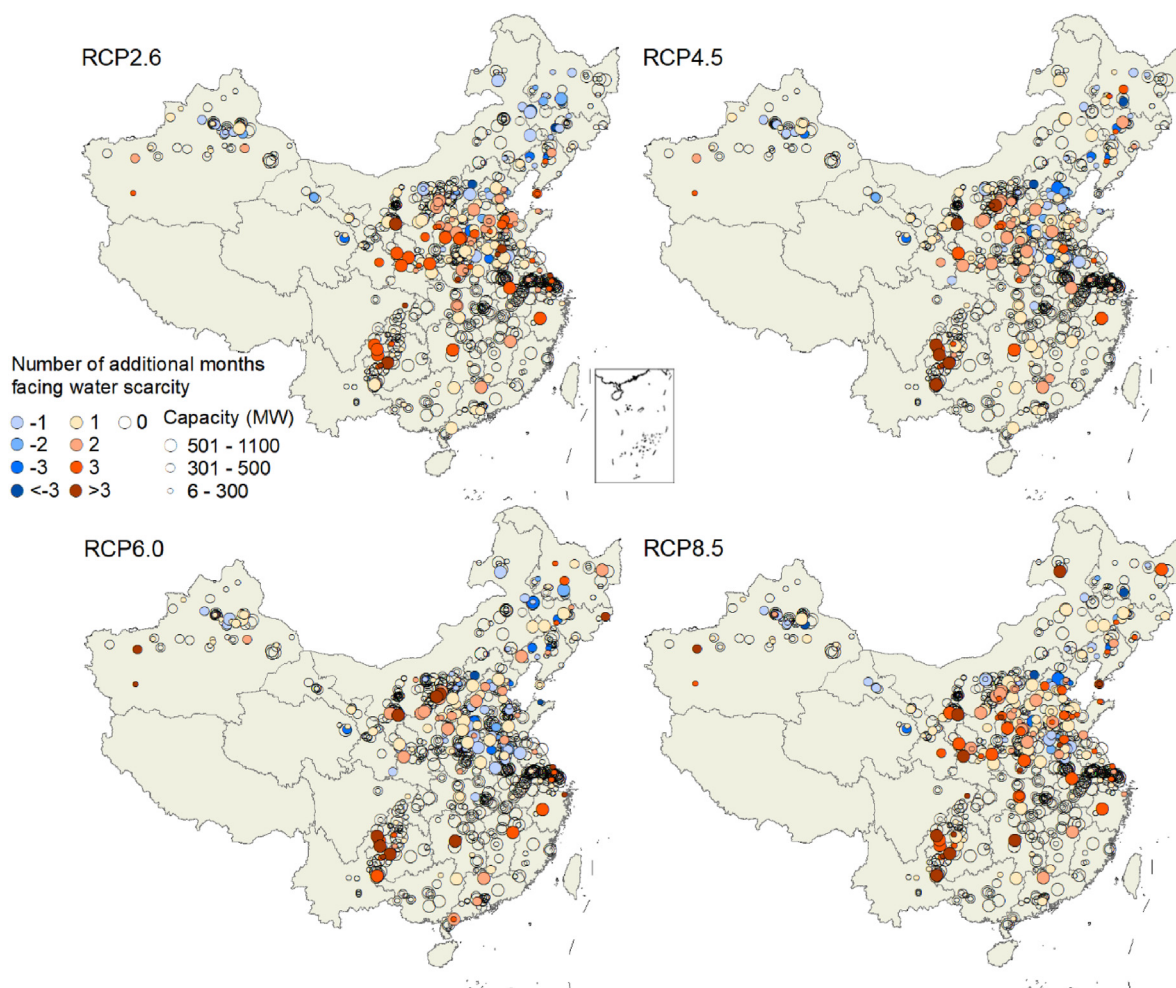 RCP2.6
RCP4.5
Number of additional months
facing water scarcity
-1 1 0
-2 2
-3 3
<-3 >3
Capacity (MW)
501 - 1100
301 - 500
6 - 300
RCP6.0
RCP8.5